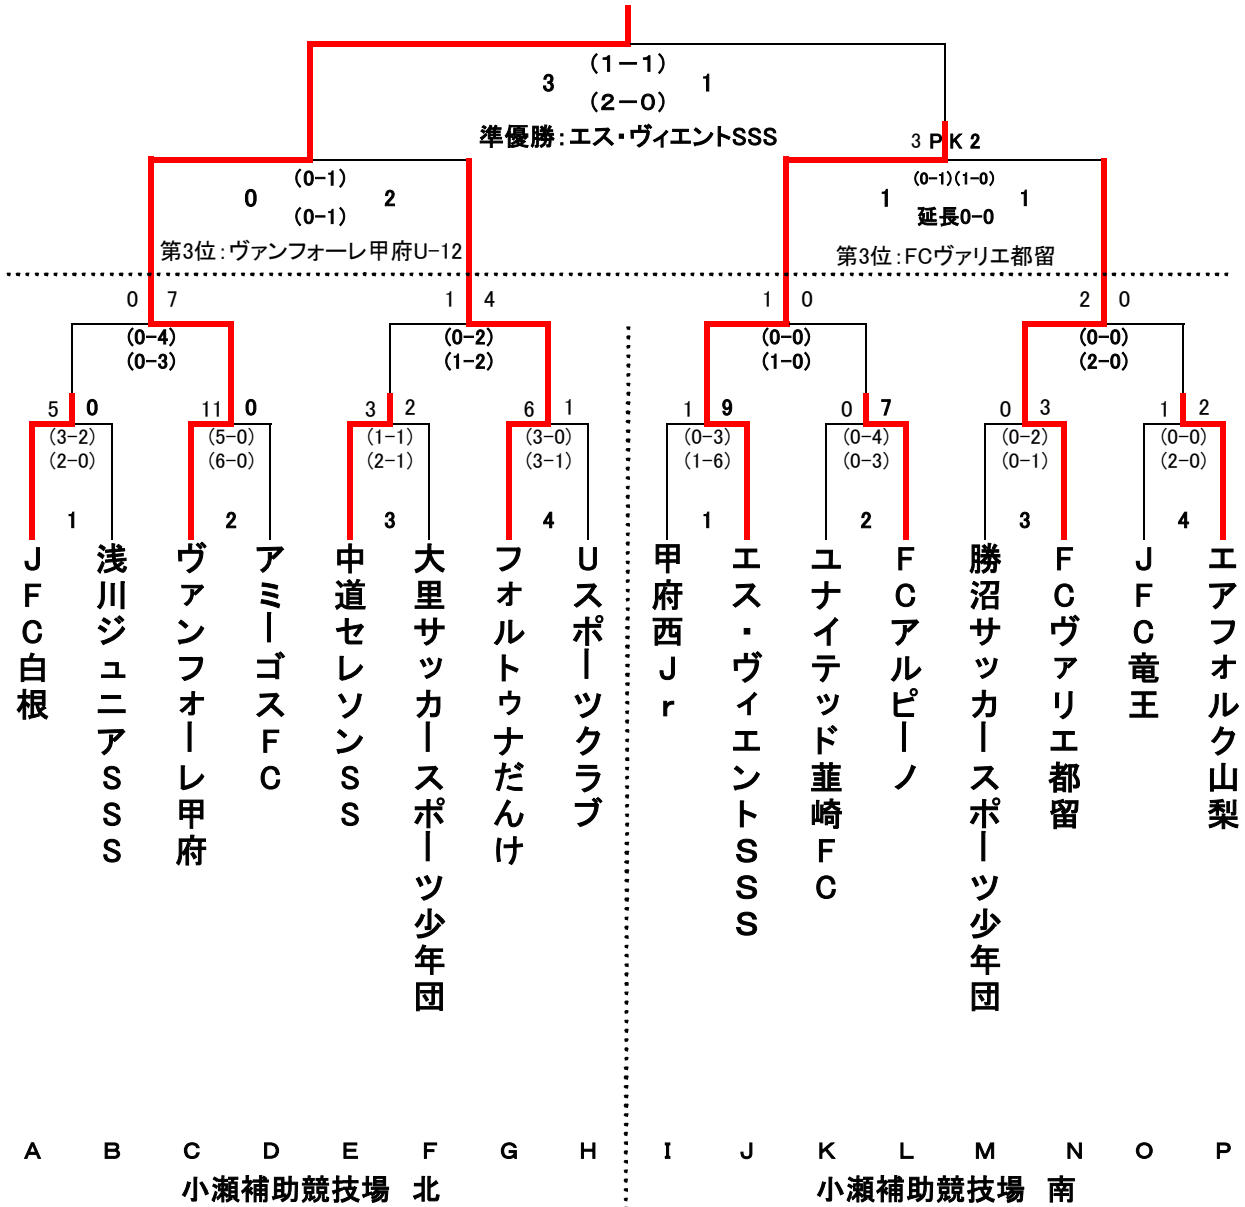 (1-1)
3 1
(2-0)
準優勝:エス・ヴィエントSSS
3 PK 2
(0-1)
0 2
(0-1)
(0-1)(1-0)
1 1
延長0-0
第3位:ヴァンフォーレ甲府U-12
第3位:FCヴァリエ都留
0 7 1 4 1 0 2 0
(0-4) (0-2) (0-0) (0-0)
(0-3) (1-2) (1-0) (2-0)
5 0 11 0 3 2 6 1 1 9 0 7 0 3 1 2
(3-2) (5-0) (1-1) (3-0) (0-3) (0-4) (0-2) (0-0)
(2-0) (6-0) (2-1) (3-1) (1-6) (0-3) (0-1) (2-0)
1 2 3 4 1 2 3 4
JFC白根
浅川ジュニアSSS
ヴァンフォーレ甲府
アミーゴスFC
中道セレソンSS
大里サッカースポーツ少年団
フォルトゥナだんけ
Uスポーツクラブ
甲府西Jr
エス・ヴィエントSSS
ユナイテッド韮崎FC
FCアルピーノ
勝沼サッカースポーツ少年団
FCヴァリエ都留
JFC竜王
エアフォルク山梨
A B C D E F G H I J K L M N O P
小瀬補助競技場 北
小瀬補助競技場 南